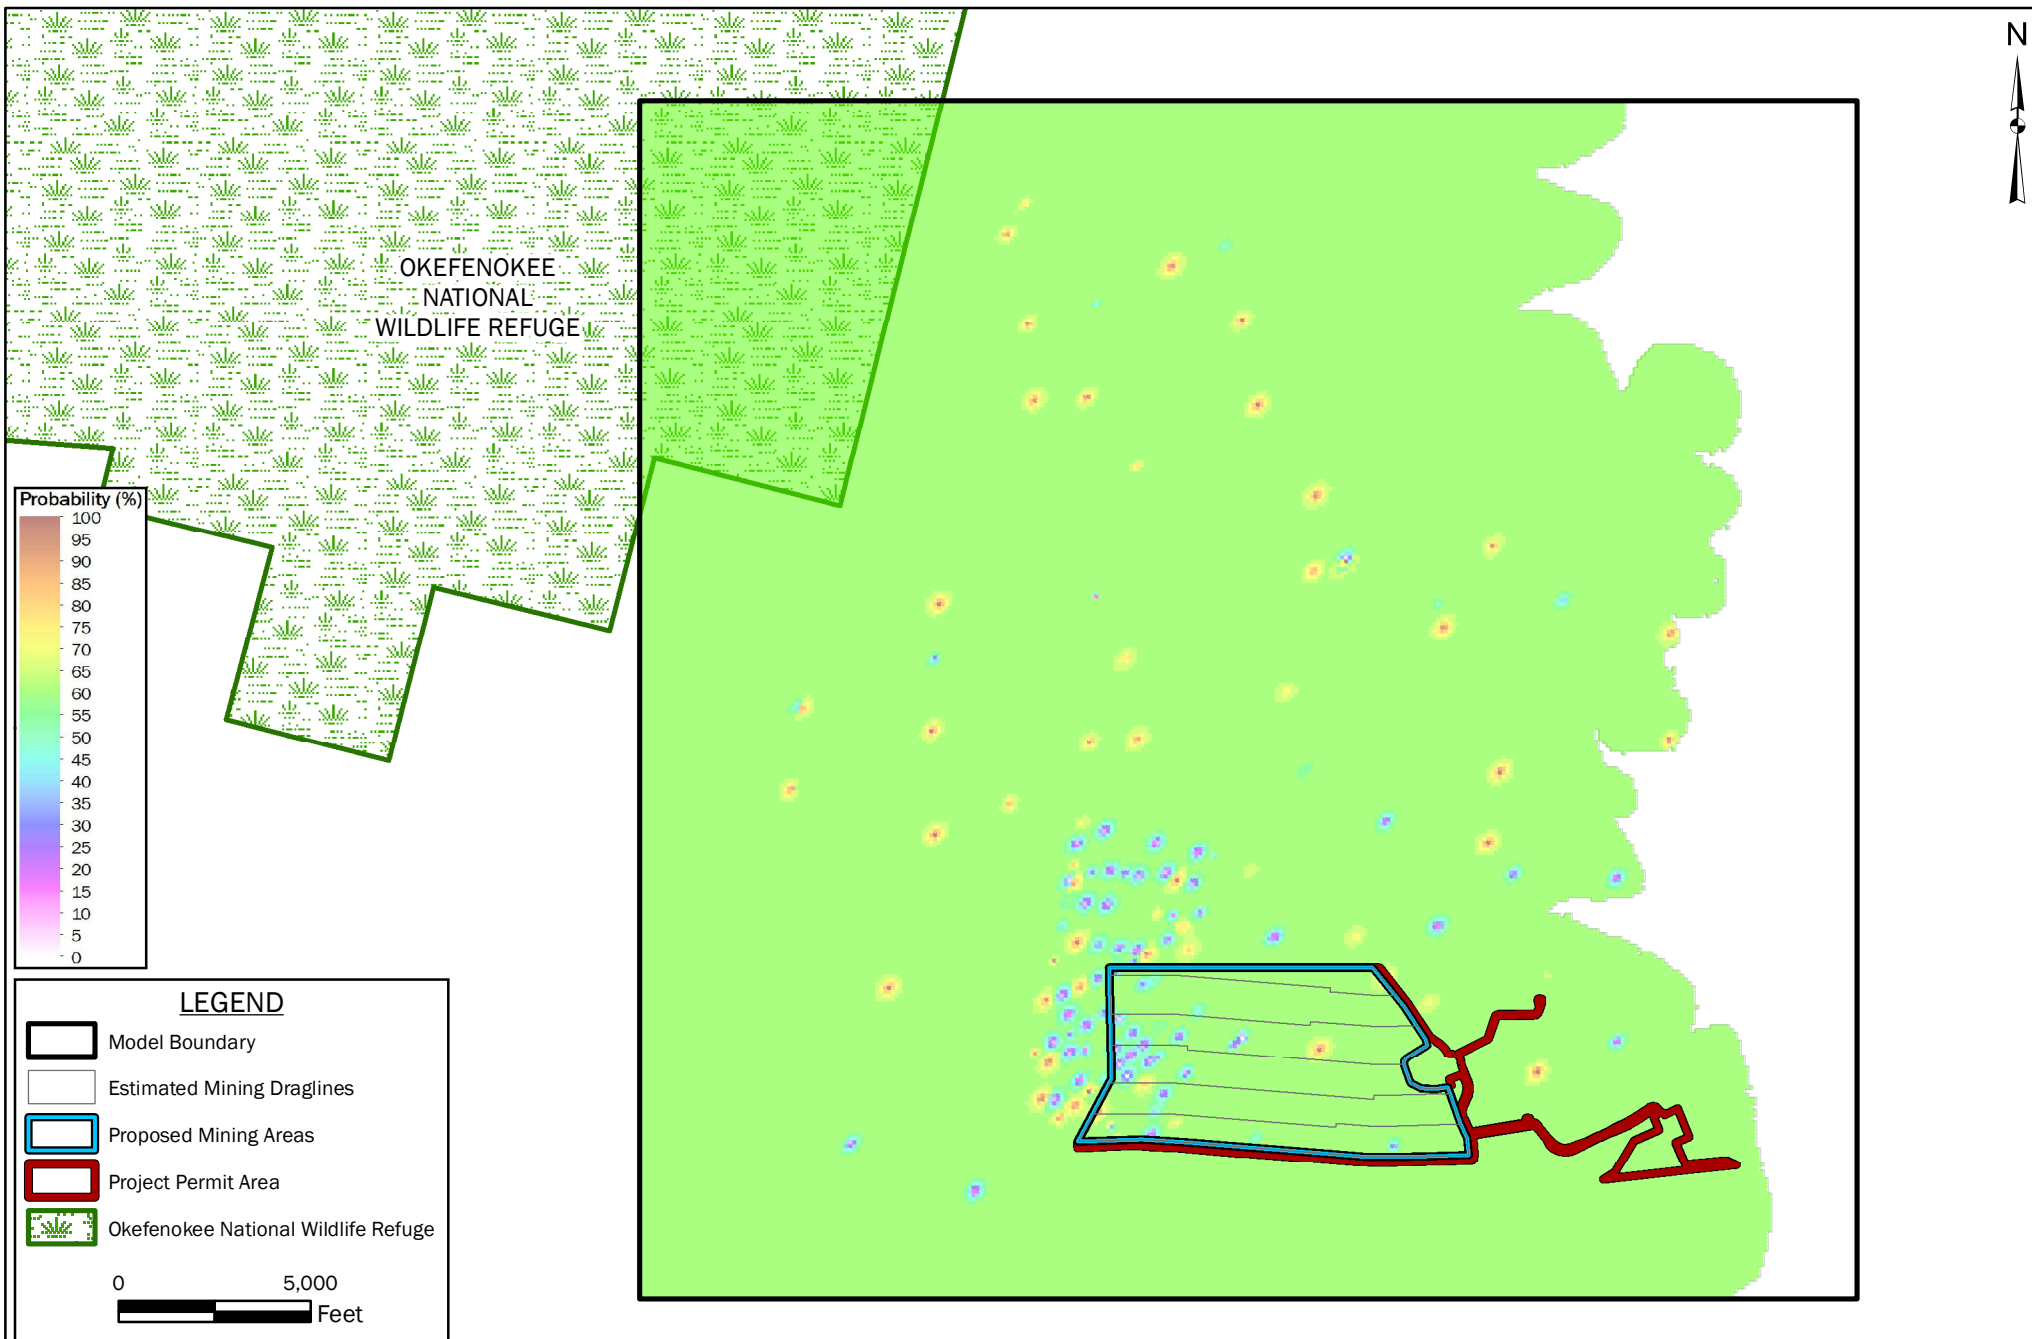 N
OKEFENOKEE
NATIONAL
WILDLIFE REFUGE
Probability (%)
100
95
90
85
80
75
70
65
60
55
50
45
40
35
30
25
20
15
10
5
0
LEGEND
Model Boundary
Estimated Mining Draglines
Proposed Mining Areas
Project Permit Area
Okefenokee National Wildlife Refuge
0 5,000
Feet